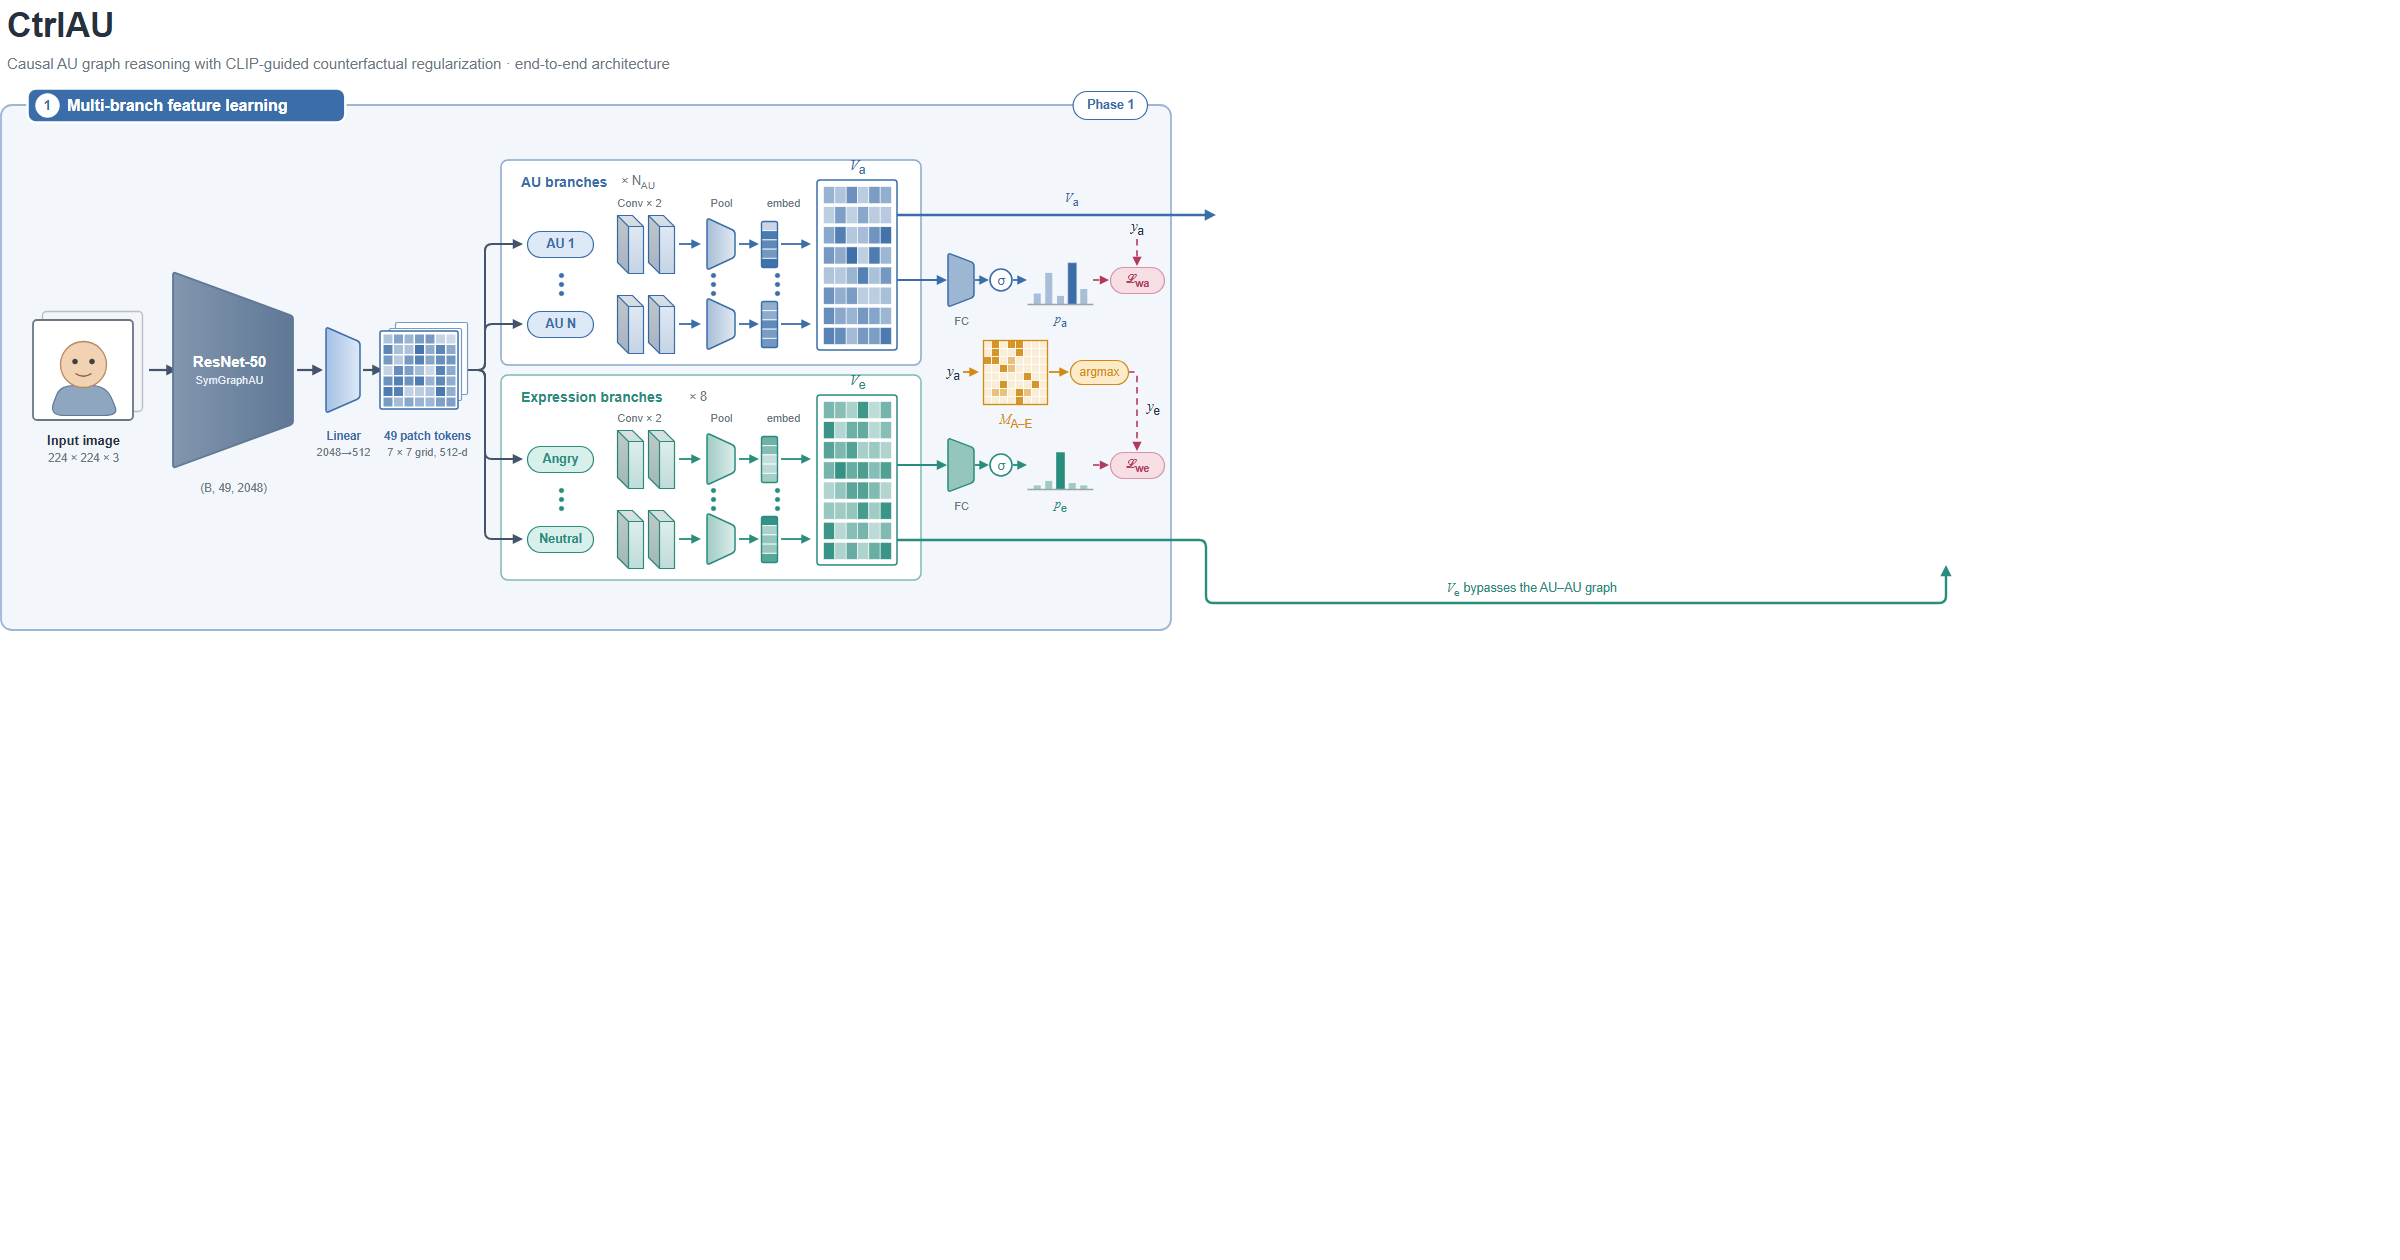 CtrlAU
Causal AU graph reasoning with CLIP-guided counterfactual regularization · end-to-end architecture
1 Multi-branch feature learning
Phase 1
Input image
224 × 224 × 3
ResNet-50
SymGraphAU
(B, 49, 2048)
Linear
2048→512
49 patch tokens
7 × 7 grid, 512-d
AU branches × N_AU
Conv × 2 Pool embed
V_a
AU 1
AU N
Expression branches × 8
Conv × 2 Pool embed
V_e
Angry
Neutral
V_a
y_a
σ
ℒ_wa
FC
p_a
y_a
argmax
M_A–E
y_e
σ
ℒ_we
FC
p_e
V_e bypasses the AU–AU graph